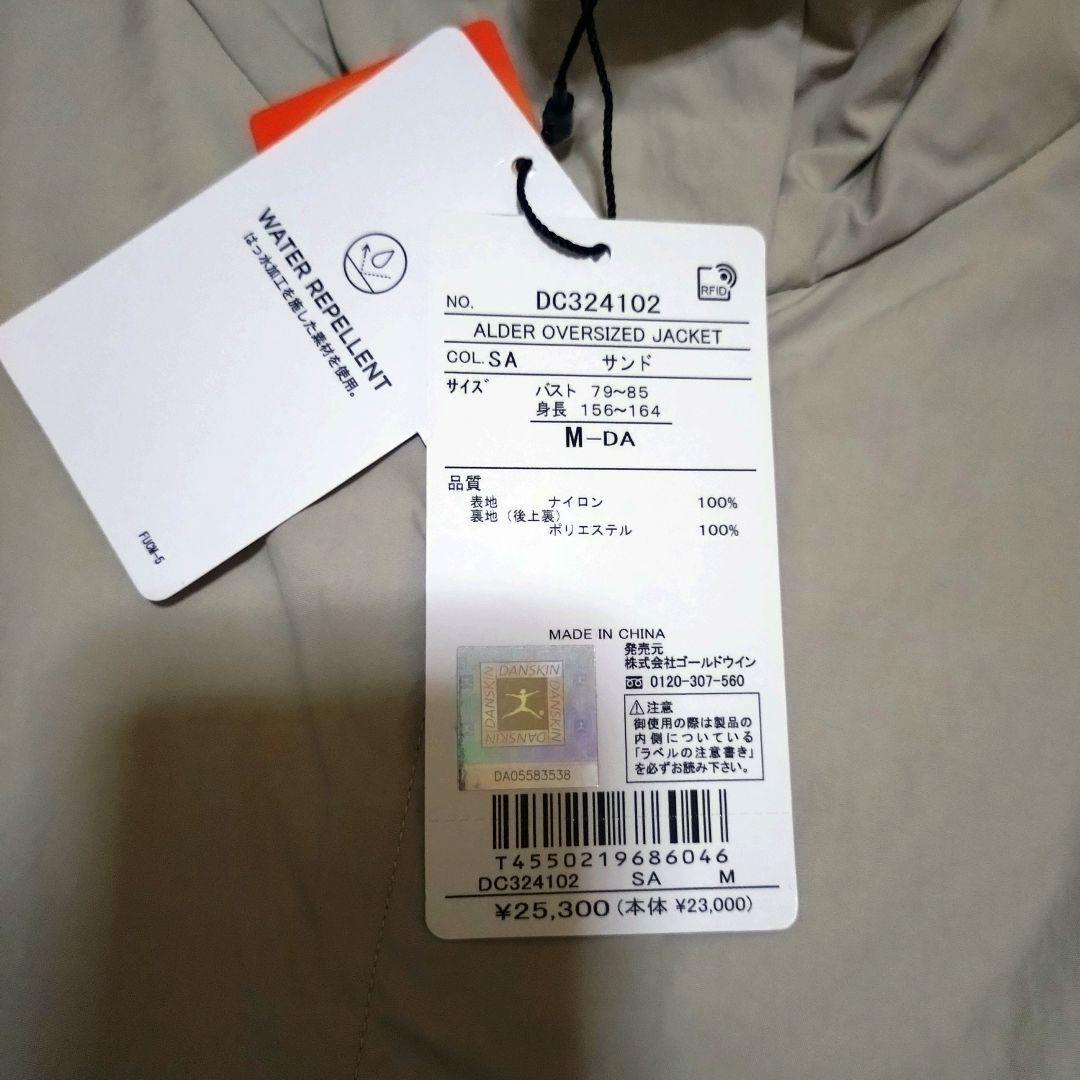 WATER REPELLENT
はっ水加工を施した素材を使用。
FUCM-5
RFID
NO. DC324102
ALDER OVERSIZED JACKET
COL. SA サンド
サイズ バスト 79~85
身長 156~164
M-DA
品質
表地 ナイロン 100%
裏地（後上裏）
ポリエステル 100%
MADE IN CHINA
発売元
株式会社ゴールドウイン
0120-307-560
⚠注意
御使用の際は製品の
内側についている
「ラベルの注意書き」
を必ずお読み下さい。
DANSKIN
DANSKIN
DANSKIN
DANSKIN
DA05583538
T4550219686046
DC324102 SA M
¥25,300 (本体 ¥23,000)